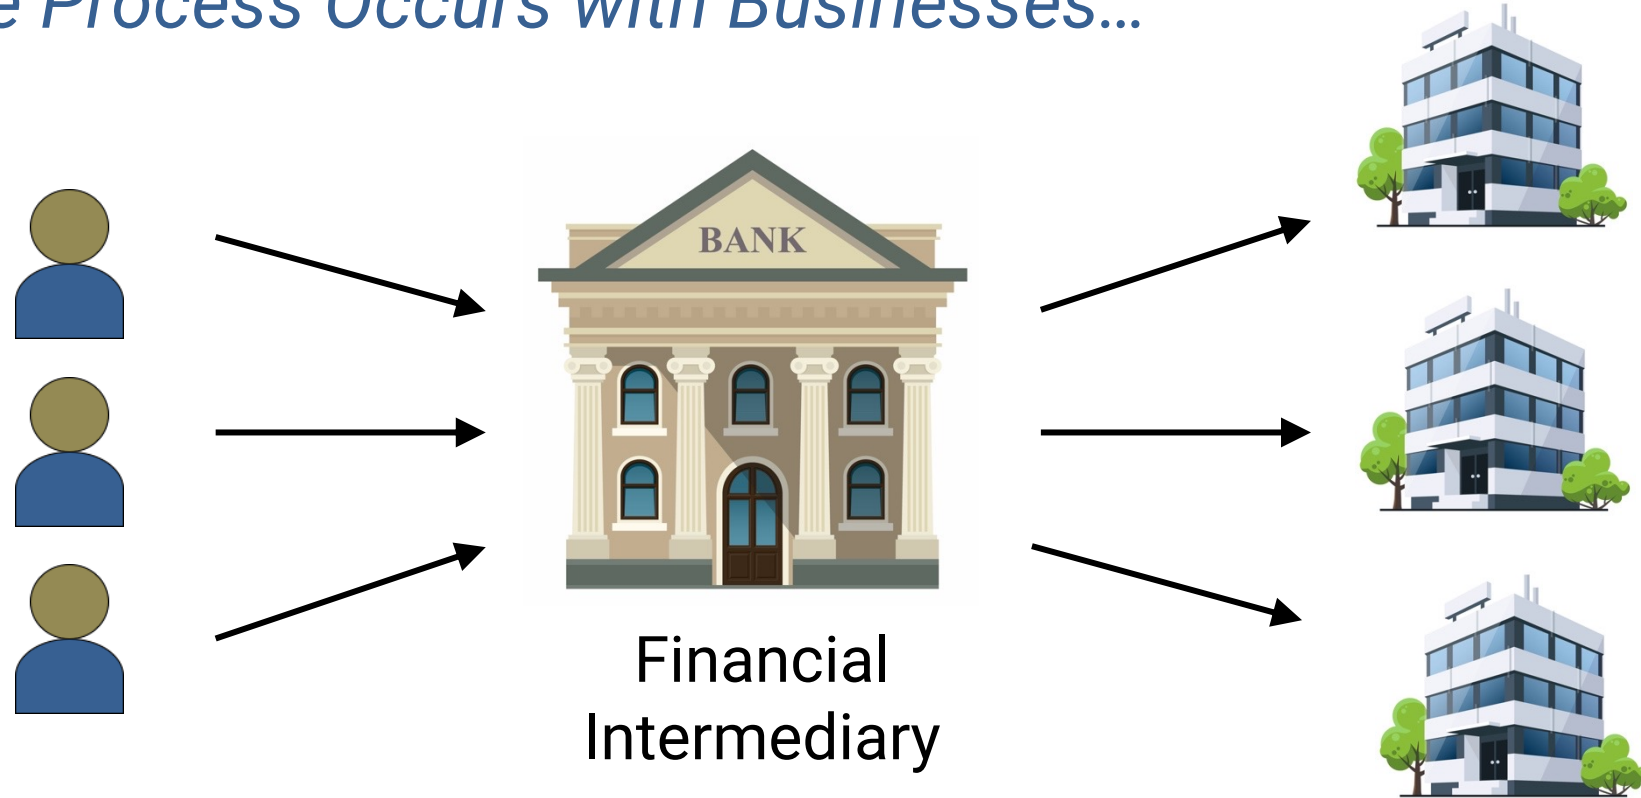 e Process Occurs with Businesses…
BANK
Financial
Intermediary